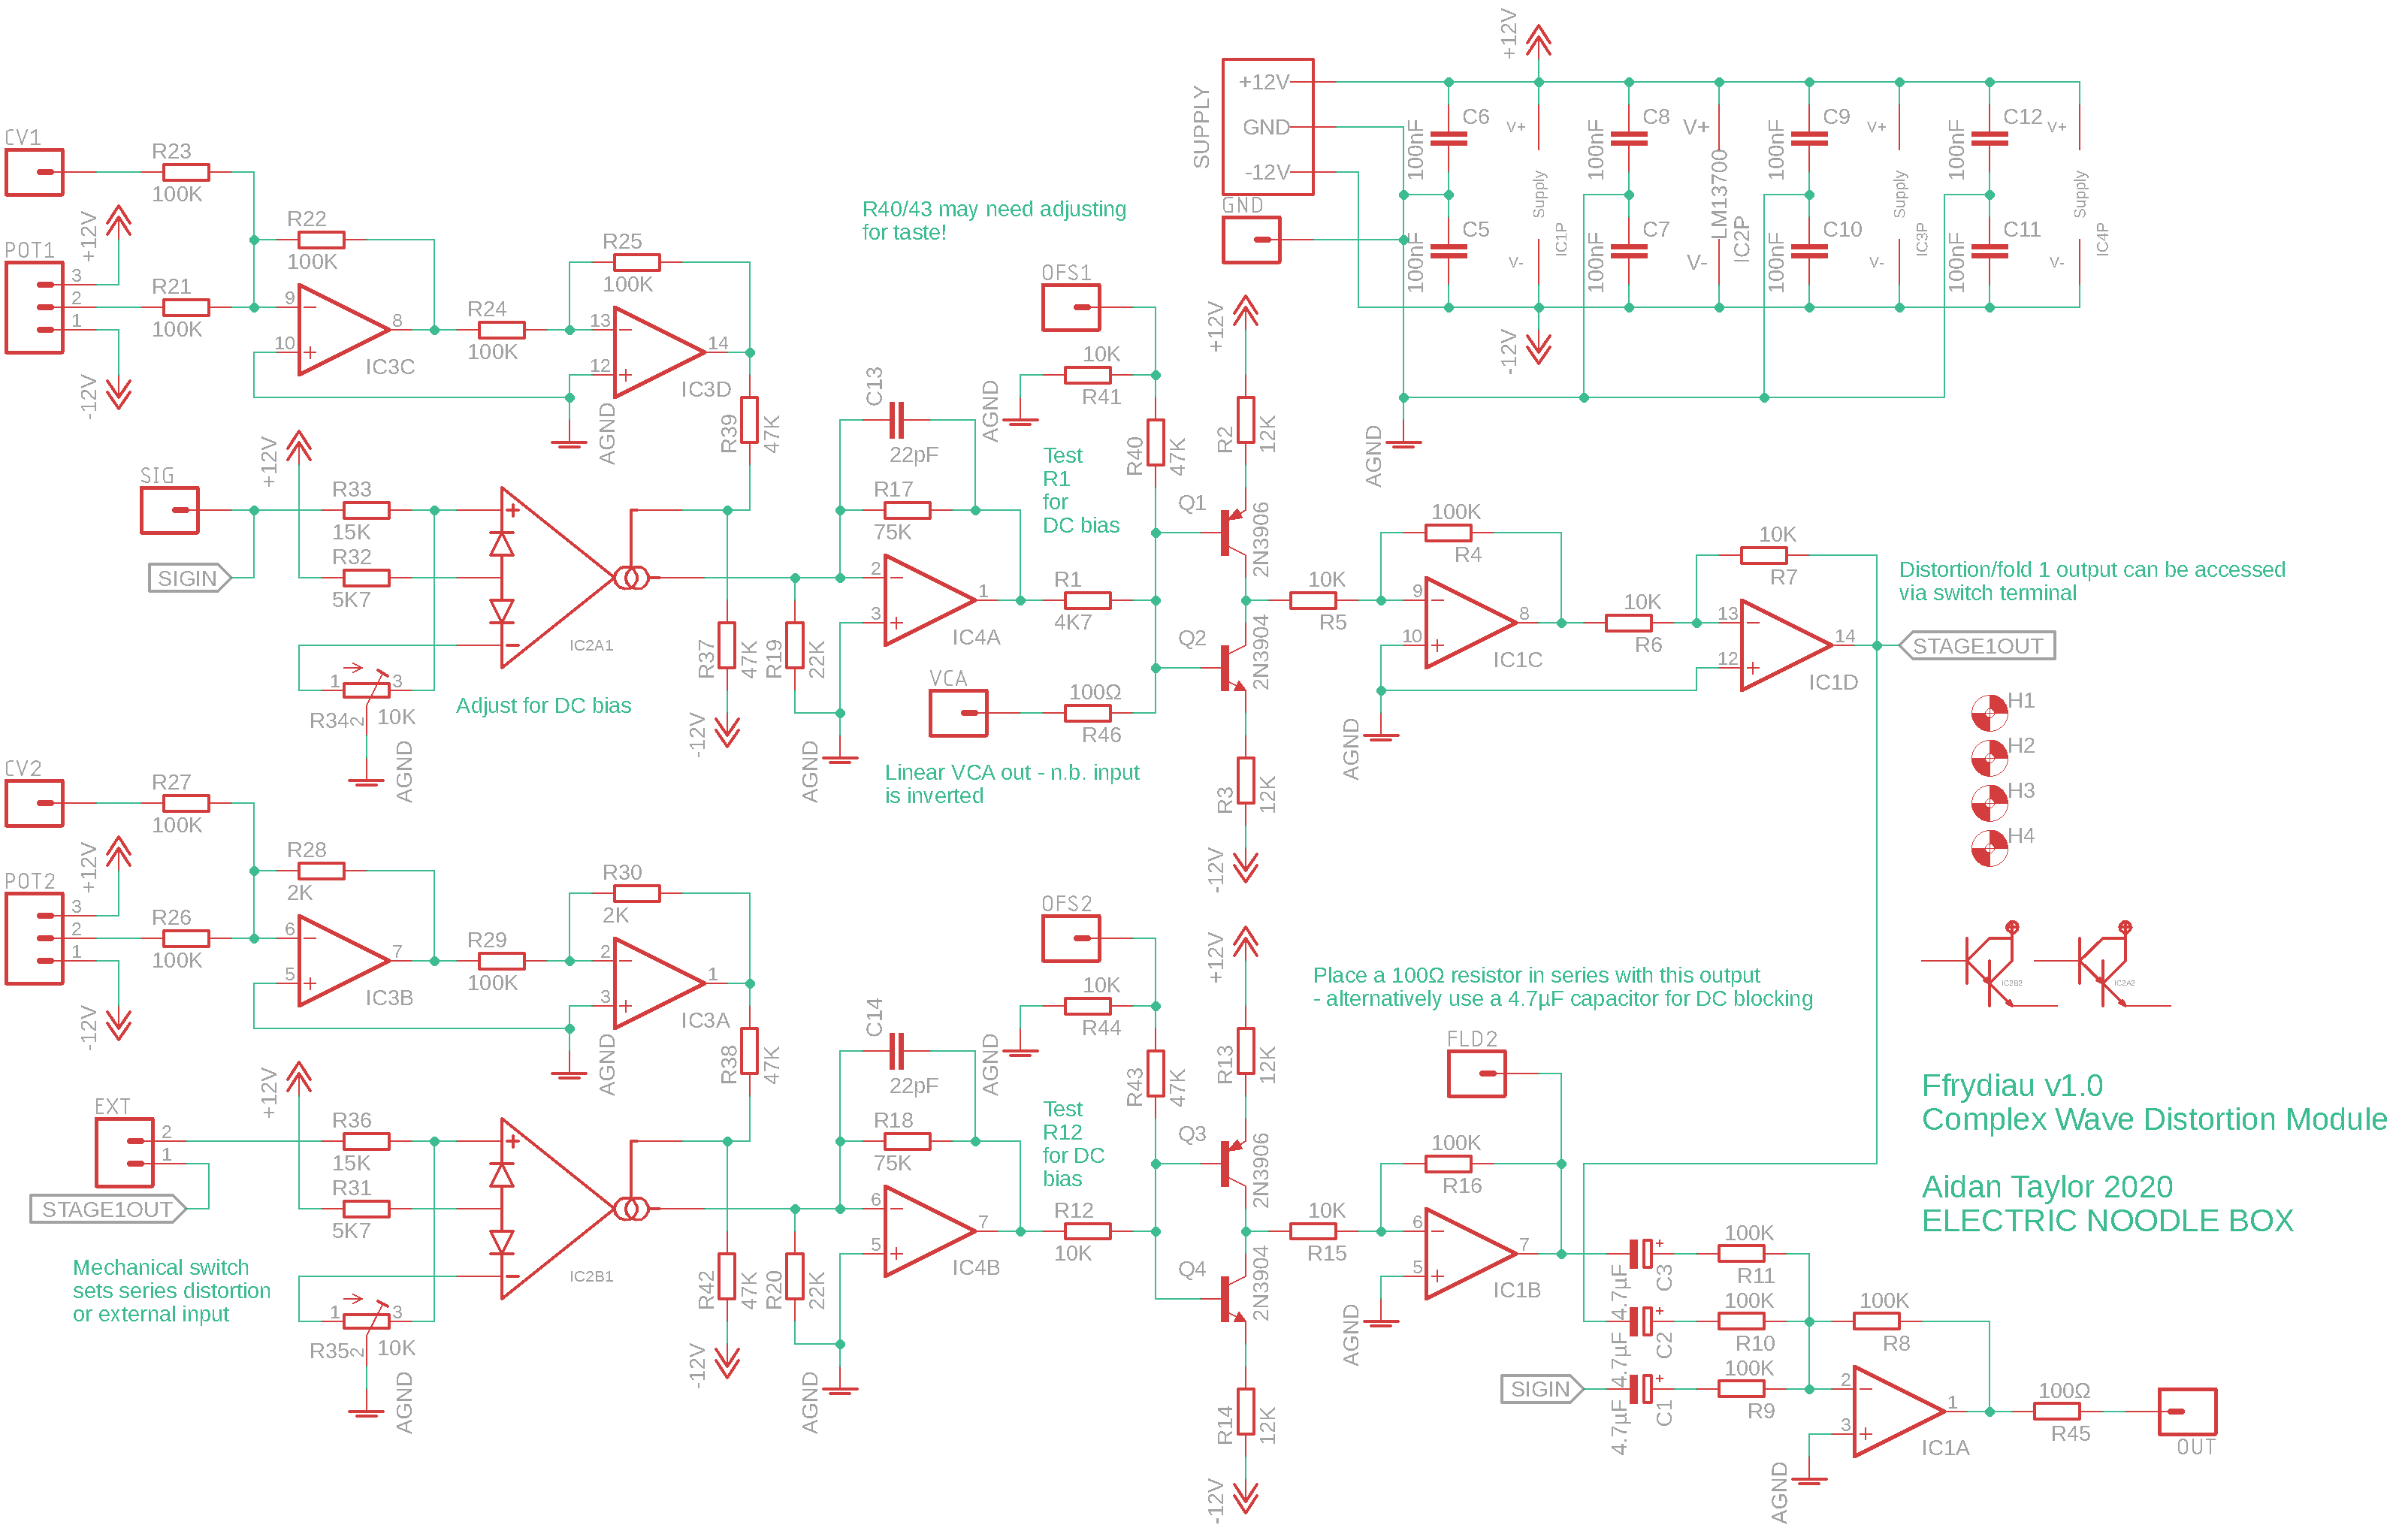 +12V
SUPPLY
+12V
GND
-12V
GND
C6
100nF
C5
100nF
V+
Supply
V-
IC1P
C8
100nF
C7
100nF
V+
LM13700
V-
IC2P
C9
100nF
C10
100nF
V+
Supply
V-
IC3P
C12
100nF
C11
100nF
V+
Supply
V-
IC4P
-12V
AGND
CV1
R23
100K
POT1
3
2
1
+12V
-12V
R21
100K
R22
100K
9
10
8
IC3C
R24
100K
R25
100K
13
12
14
IC3D
AGND
R39
47K
R40/43 may need adjusting
for taste!
OFS1
10K
R41
AGND
R40
47K
+12V
R2
12K
SIG
SIGIN
+12V
R33
15K
R32
5K7
1
3
R34
2
10K
AGND
IC2A1
Adjust for DC bias
R37
47K
-12V
R19
22K
AGND
C13
22pF
R17
75K
2
3
1
IC4A
Test
R1
for
DC bias
R1
4K7
VCA
100Ω
R46
Linear VCA out - n.b. input
is inverted
Q1
2N3906
Q2
2N3904
R3
12K
-12V
10K
R5
100K
R4
9
10
8
IC1C
AGND
10K
R6
10K
R7
13
12
14
IC1D
Distortion/fold 1 output can be accessed
via switch terminal
STAGE1OUT
H1
H2
H3
H4
CV2
R27
100K
POT2
3
2
1
+12V
-12V
R26
100K
R28
2K
6
5
7
IC3B
R29
100K
R30
2K
2
3
1
IC3A
AGND
R38
47K
OFS2
10K
R44
AGND
R43
47K
+12V
R13
12K
Place a 100Ω resistor in series with this output
- alternatively use a 4.7µF capacitor for DC blocking
IC2B2
IC2A2
EXT
2
1
STAGE1OUT
Mechanical switch
sets series distortion
or external input
+12V
R36
15K
R31
5K7
1
3
R35
2
10K
AGND
IC2B1
R42
47K
-12V
R20
22K
AGND
C14
22pF
R18
75K
6
5
7
IC4B
Test
R12
for DC
bias
R12
10K
Q3
2N3906
Q4
2N3904
R14
12K
-12V
10K
R15
FLD2
100K
R16
6
5
7
IC1B
AGND
4.7µF
C3
100K
R11
4.7µF
C2
100K
R10
SIGIN
4.7µF
C1
100K
R9
100K
R8
2
3
1
IC1A
AGND
100Ω
R45
OUT
Ffrydiau v1.0
Complex Wave Distortion Module
Aidan Taylor 2020
ELECTRIC NOODLE BOX